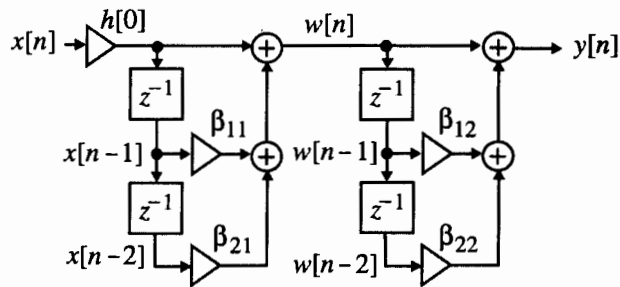 h[0]
x[n] + w[n] + y[n]
z⁻¹ z⁻¹
β₁₁ β₁₂
x[n-1] + w[n-1] +
z⁻¹ z⁻¹
β₂₁ β₂₂
x[n-2] w[n-2]